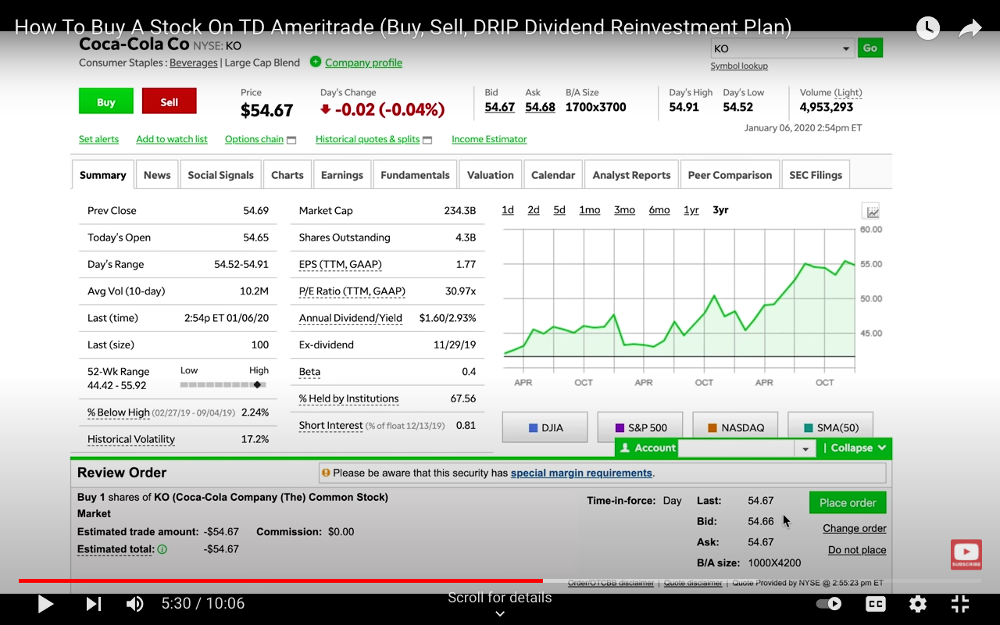 How To Buy A Stock On TD Ameritrade (Buy, Sell, DRIP Dividend Reinvestment Plan)
Coca-Cola Co NYSE: KO
Consumer Staples : Beverages | Large Cap Blend Company profile
KO Go
Symbol lookup
Buy Sell
Price
$54.67
Day's Change
-0.02 (-0.04%)
Bid Ask B/A Size
54.67 54.68 1700x3700
Day's High Day's Low
54.91 54.52
Volume (Light)
4,953,293
January 06, 2020 2:54pm ET
Set alerts Add to watch list Options chain Historical quotes & splits Income Estimator
Summary News Social Signals Charts Earnings Fundamentals Valuation Calendar Analyst Reports Peer Comparison SEC Filings
Prev Close 54.69
Today's Open 54.65
Day's Range 54.52-54.91
Avg Vol (10-day) 10.2M
Last (time) 2:54p ET 01/06/20
Last (size) 100
52-Wk Range Low High
44.42 - 55.92
% Below High (02/27/19 - 09/04/19) 2.24%
Historical Volatility 17.2%
Market Cap 234.3B
Shares Outstanding 4.3B
EPS (TTM, GAAP) 1.77
P/E Ratio (TTM, GAAP) 30.97x
Annual Dividend/Yield $1.60/2.93%
Ex-dividend 11/29/19
Beta 0.4
% Held by Institutions 67.56
Short Interest (% of float 12/13/19) 0.81
1d 2d 5d 1mo 3mo 6mo 1yr 3yr
60.00
55.00
50.00
45.00
APR OCT APR OCT APR OCT
DJIA S&P 500 NASDAQ SMA(50)
Account | Collapse
Review Order
Please be aware that this security has special margin requirements.
Buy 1 shares of KO (Coca-Cola Company (The) Common Stock)
Market
Estimated trade amount: -$54.67 Commission: $0.00
Estimated total: -$54.67
Time-in-force: Day
Last: 54.67
Bid: 54.66
Ask: 54.67
B/A size: 1000X4200
Place order
Change order
Do not place
SUBSCRIBE
Order/OTCBB disclaimer | Quote disclaimer | Quote Provided by NYSE @ 2:55:23 pm ET
5:30 / 10:06
Scroll for details
CC